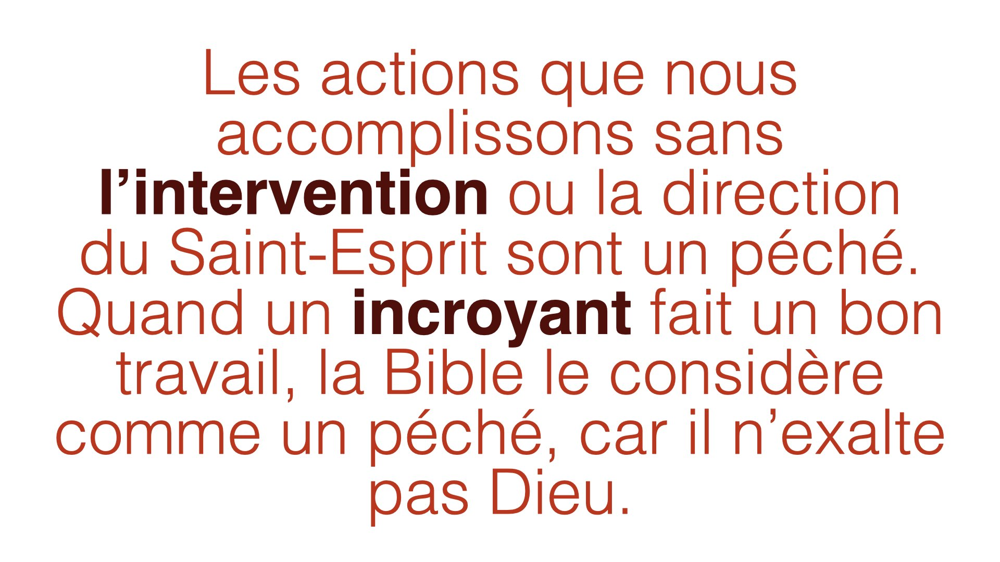 Les actions que nous
accomplissons sans
l’intervention ou la direction
du Saint-Esprit sont un péché.
Quand un incroyant fait un bon
travail, la Bible le considère
comme un péché, car il n’exalte
pas Dieu.